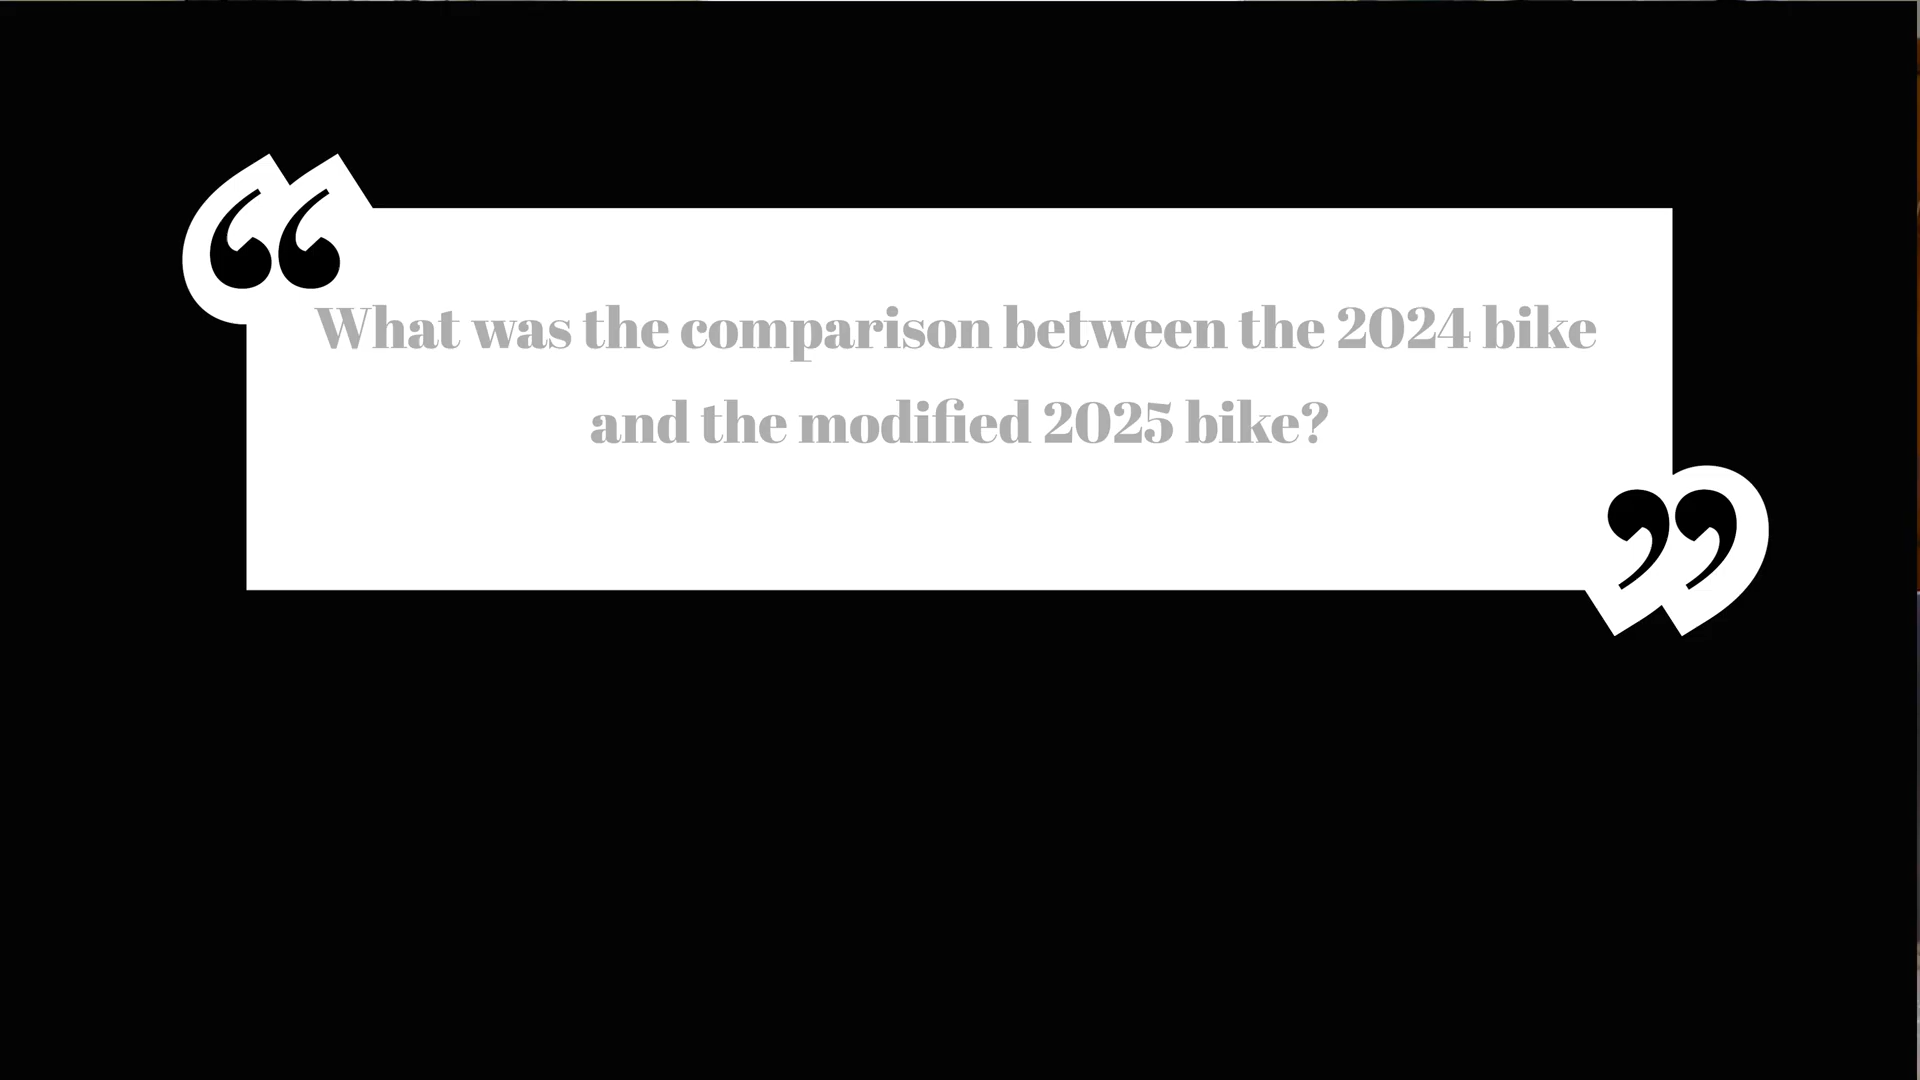 “
What was the comparison between the 2024 bike
and the modified 2025 bike?
”